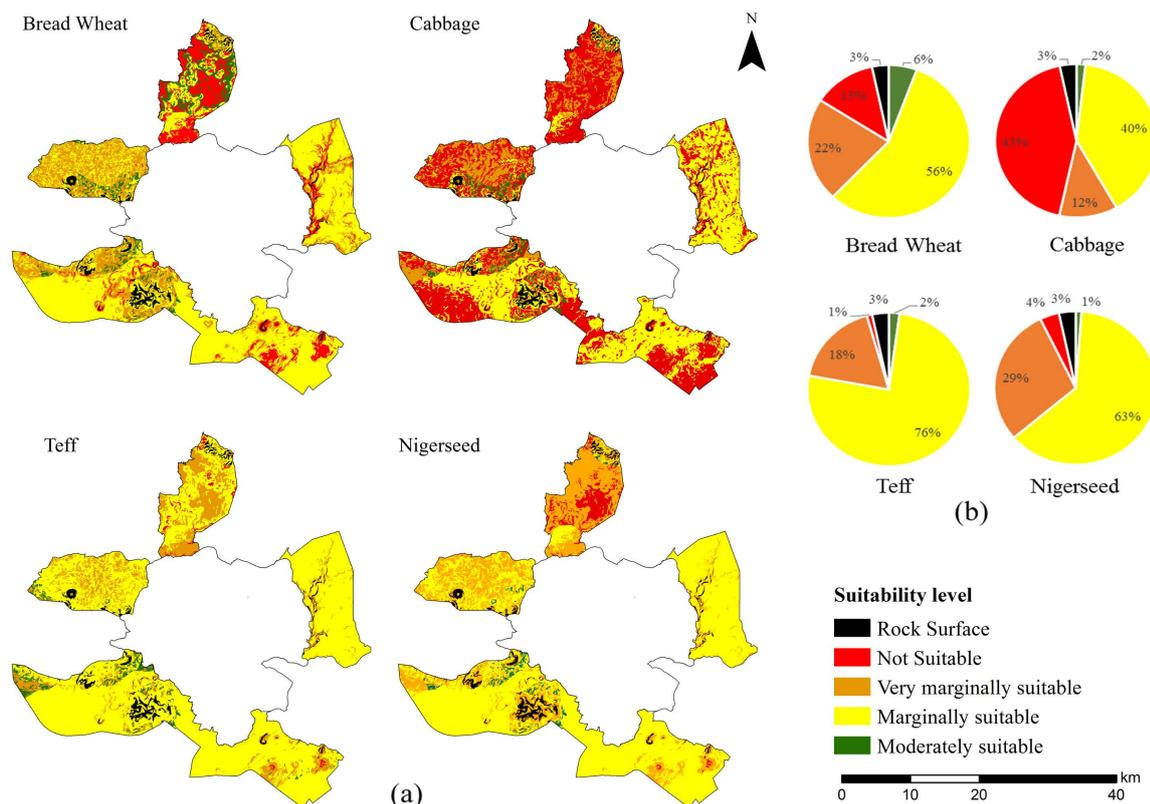 Bread Wheat
Cabbage
N
3%
6%
13%
22%
56%
Bread Wheat
3%
2%
40%
12%
Cabbage
Teff
Nigerseed
1%
3%
2%
18%
76%
Teff
4%
3%
1%
29%
63%
Nigerseed
(a)
(b)
Suitability level
Rock Surface
Not Suitable
Very marginally suitable
Marginally suitable
Moderately suitable
km
0 10 20 40